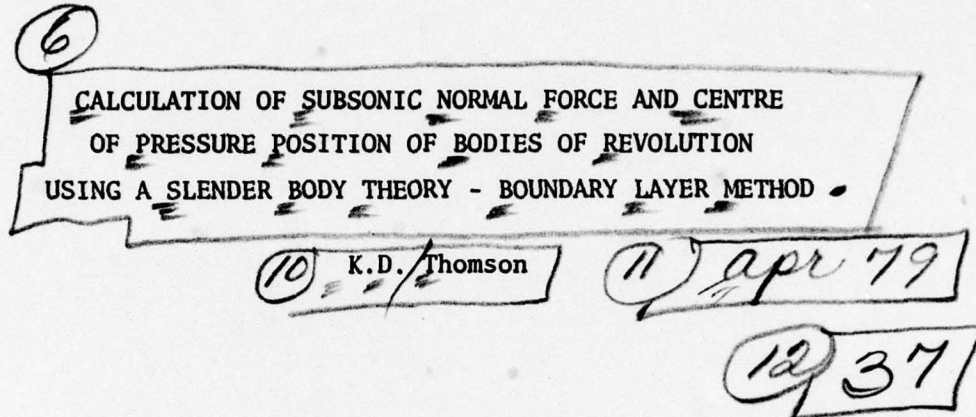 6
CALCULATION OF SUBSONIC NORMAL FORCE AND CENTRE
OF PRESSURE POSITION OF BODIES OF REVOLUTION
USING A SLENDER BODY THEORY - BOUNDARY LAYER METHOD.
10 K.D./Thomson 11 apr 79
12 37